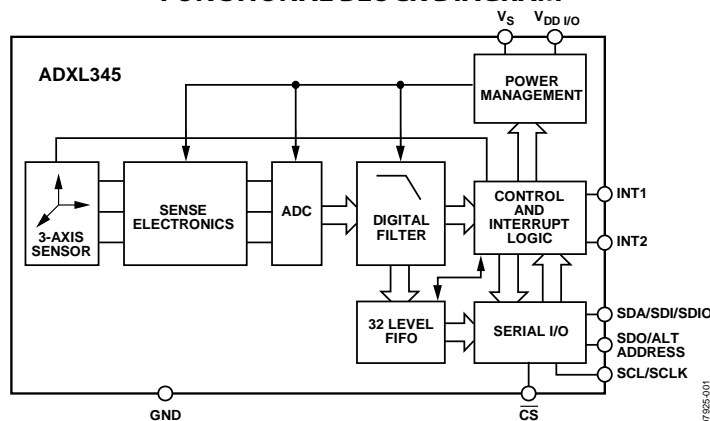 FUNCTIONAL BLOCK DIAGRAM
VS
VDD I/O
ADXL345
POWER
MANAGEMENT
3-AXIS
SENSOR
SENSE
ELECTRONICS
ADC
DIGITAL
FILTER
CONTROL
AND
INTERRUPT
LOGIC
INT1
INT2
32 LEVEL
FIFO
SERIAL I/O
SDA/SDI/SDIO
SDO/ALT
ADDRESS
SCL/SCLK
GND
C̅S̅
07925-001